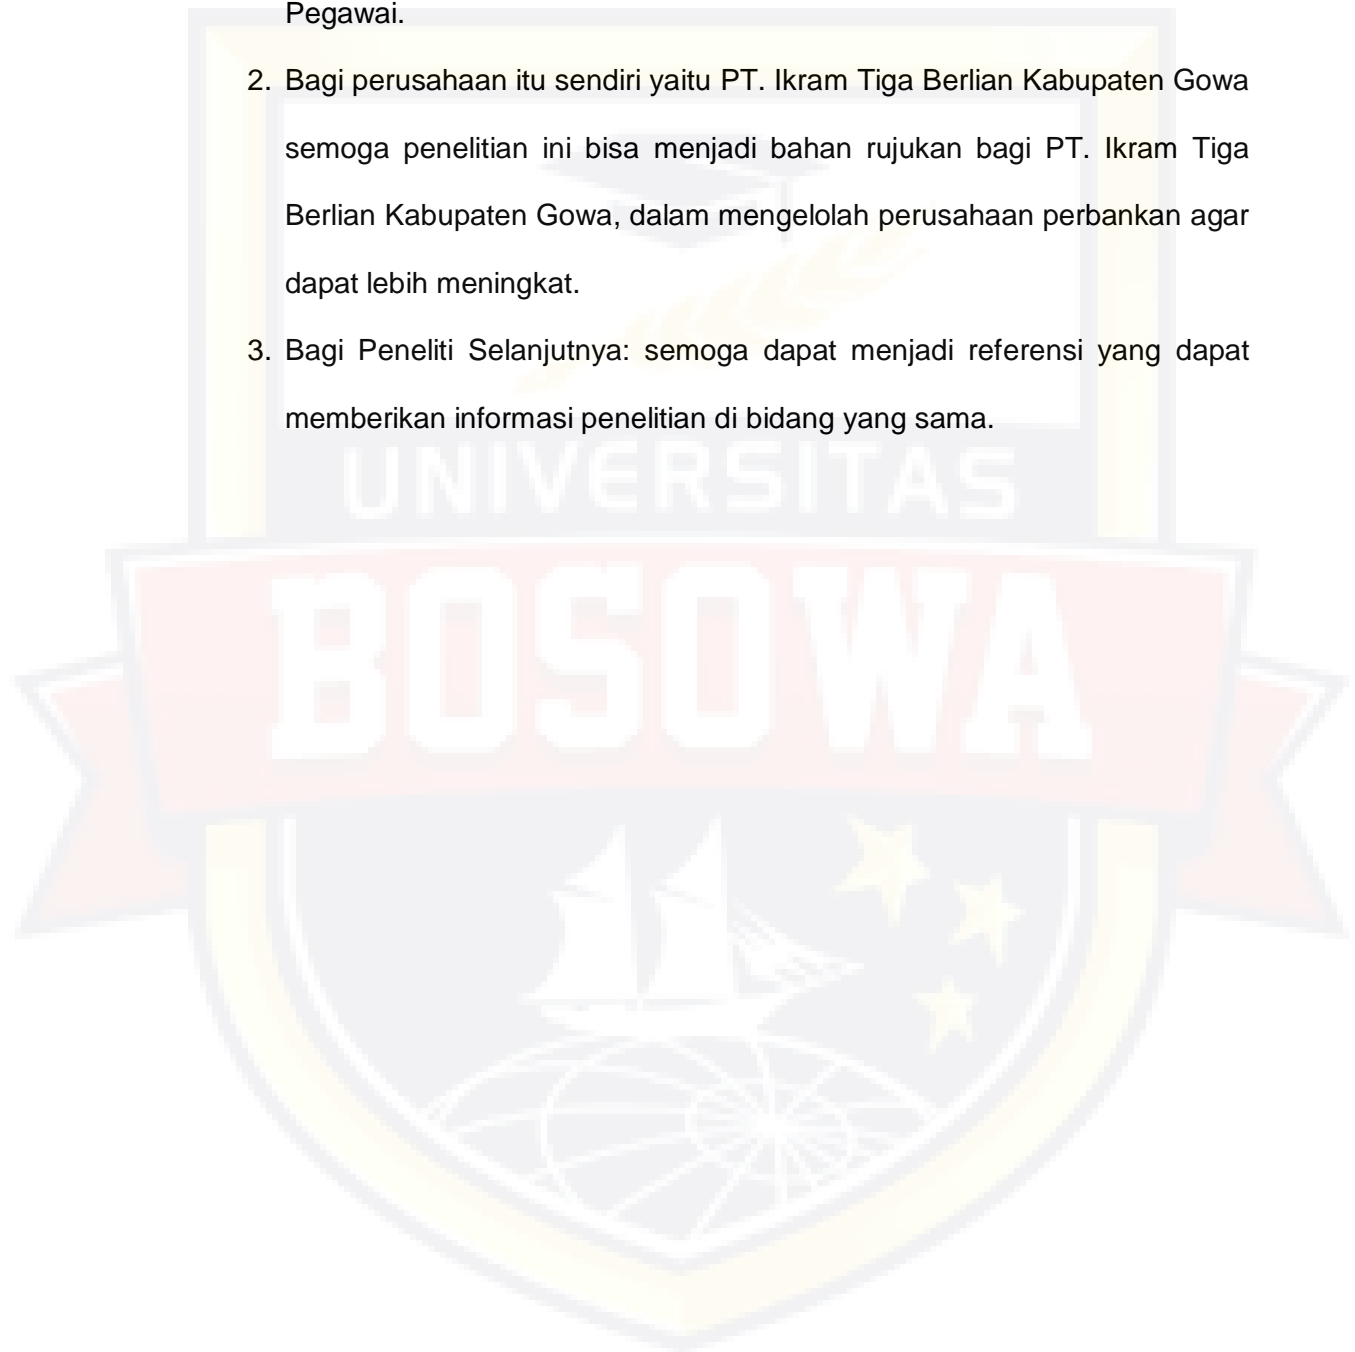 Pegawai.
2. Bagi perusahaan itu sendiri yaitu PT. Ikram Tiga Berlian Kabupaten Gowa
semoga penelitian ini bisa menjadi bahan rujukan bagi PT. Ikram Tiga
Berlian Kabupaten Gowa, dalam mengelolah perusahaan perbankan agar
dapat lebih meningkat.
3. Bagi Peneliti Selanjutnya: semoga dapat menjadi referensi yang dapat
memberikan informasi penelitian di bidang yang sama.
UNIVERSITAS
BOSOWA